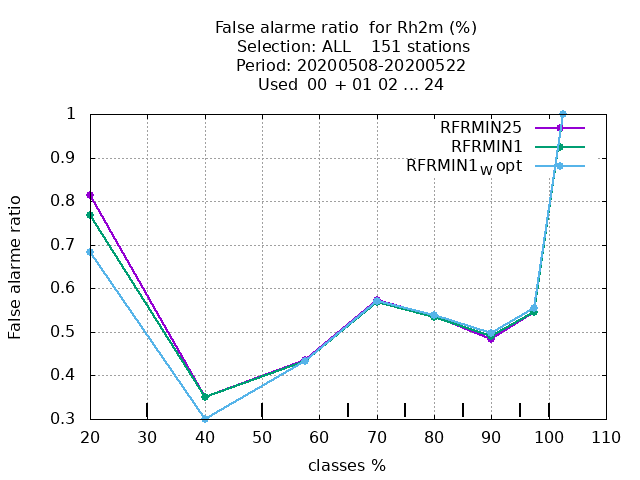 False alarme ratio  for Rh2m (%)
Selection: ALL    151 stations
Period: 20200508-20200522
Used  00  + 01 02 ... 24
1
0.9
0.8
0.7
0.6
0.5
0.4
0.3
False alarme ratio
RFRMIN25
RFRMIN1
RFRMIN1W opt
20 30 40 50 60 70 80 90 100 110
classes %